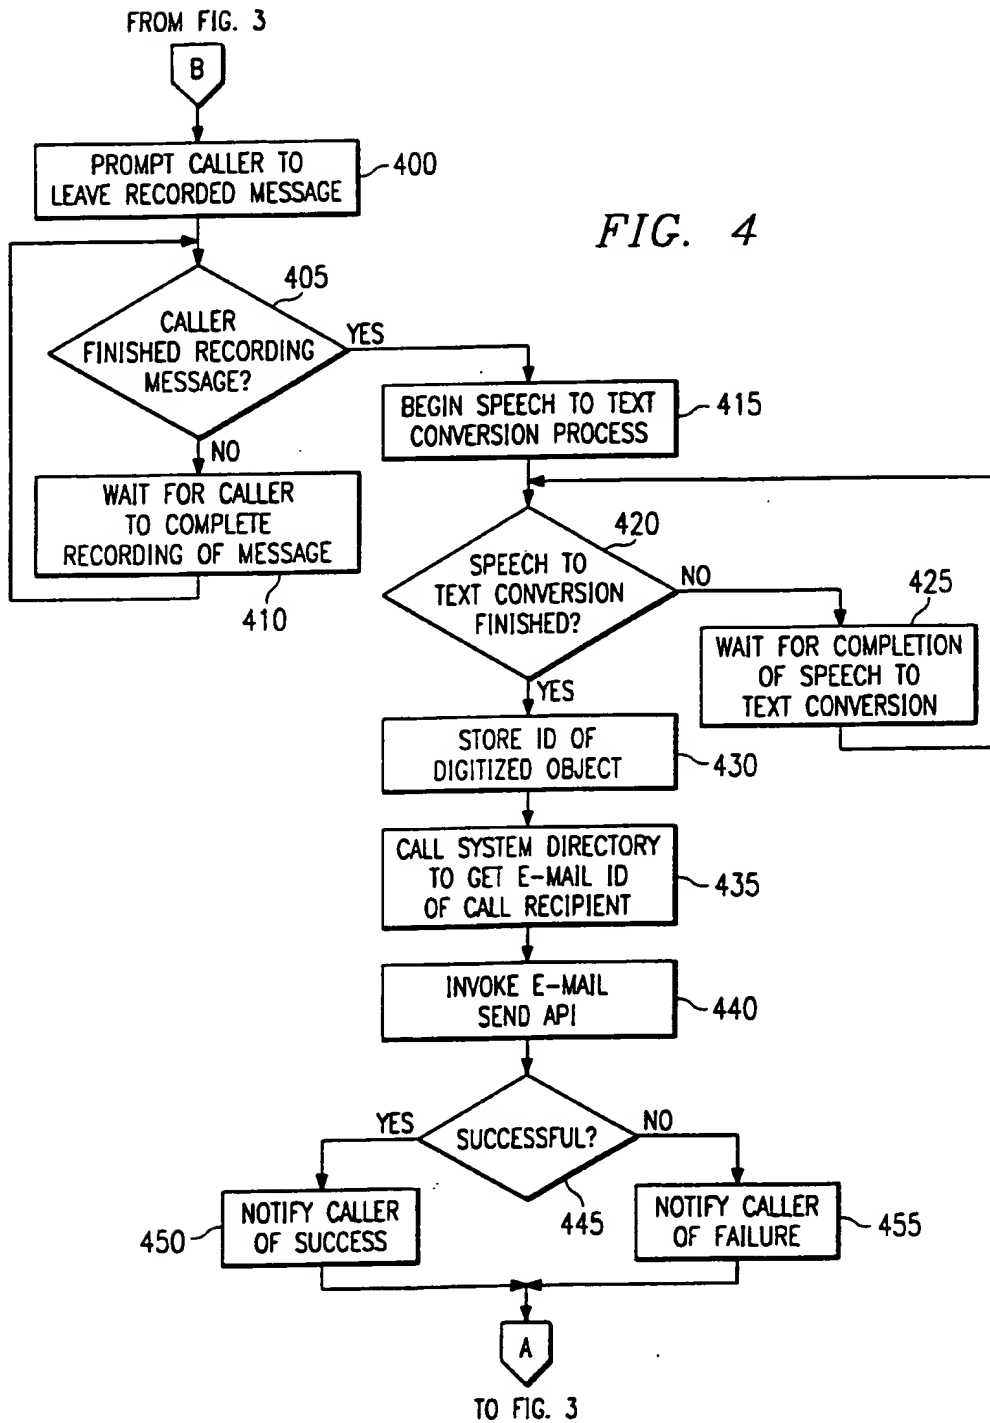 FROM FIG. 3
B
PROMPT CALLER TO
LEAVE RECORDED MESSAGE
400
FIG. 4
405
CALLER
FINISHED RECORDING
MESSAGE?
YES
NO
WAIT FOR CALLER
TO COMPLETE
RECORDING OF MESSAGE
410
BEGIN SPEECH TO TEXT
CONVERSION PROCESS
415
420
SPEECH TO
TEXT CONVERSION
FINISHED?
NO
425
WAIT FOR COMPLETION
OF SPEECH TO
TEXT CONVERSION
YES
STORE ID OF
DIGITIZED OBJECT
430
CALL SYSTEM DIRECTORY
TO GET E-MAIL ID
OF CALL RECIPIENT
435
INVOKE E-MAIL
SEND API
440
SUCCESSFUL?
YES
NO
445
NOTIFY CALLER
OF SUCCESS
450
NOTIFY CALLER
OF FAILURE
455
A
TO FIG. 3